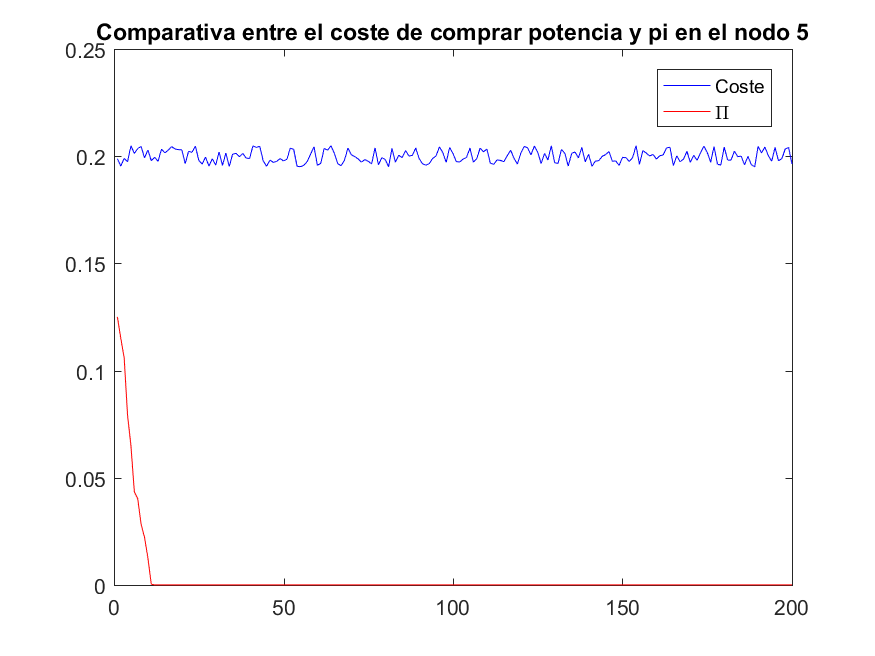 Comparativa entre el coste de comprar potencia y pi en el nodo 5
0.25
Coste
Π
0.2
0.15
0.1
0.05
0
0 50 100 150 200